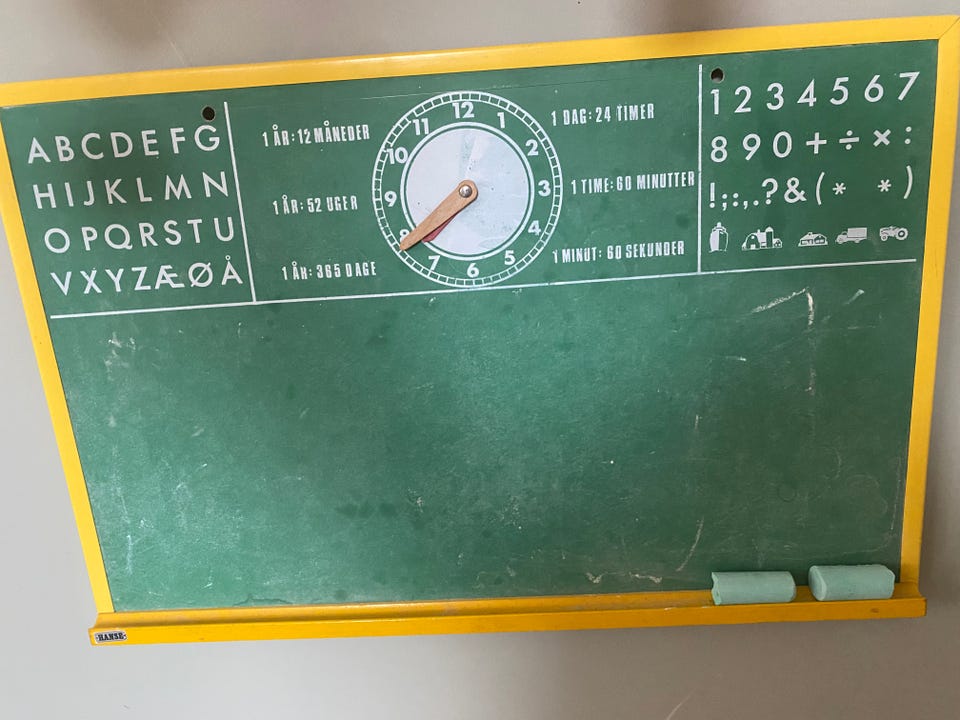 ABCDEFG
HIJKLMN
OPQRSTU
VXYZÆØÅ
1 ÅR: 12 MÅNEDER
1 ÅR: 52 UGER
1 ÅR: 365 DAGE
12
1
2
3
4
5
6
7
8
9
10
11
1 DAG: 24 TIMER
1 TIME: 60 MINUTTER
1 MINUT: 60 SEKUNDER
1234567
890+÷×:
!;:,.?&(* *)
HANSE